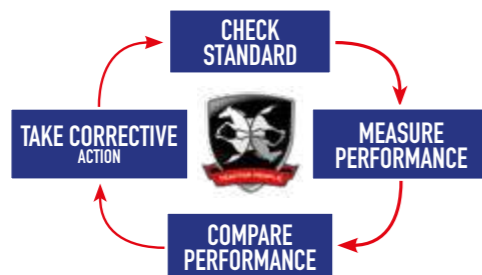 CHECK
STANDARD
MEASURE
PERFORMANCE
COMPARE
PERFORMANCE
TAKE CORRECTIVE
ACTION